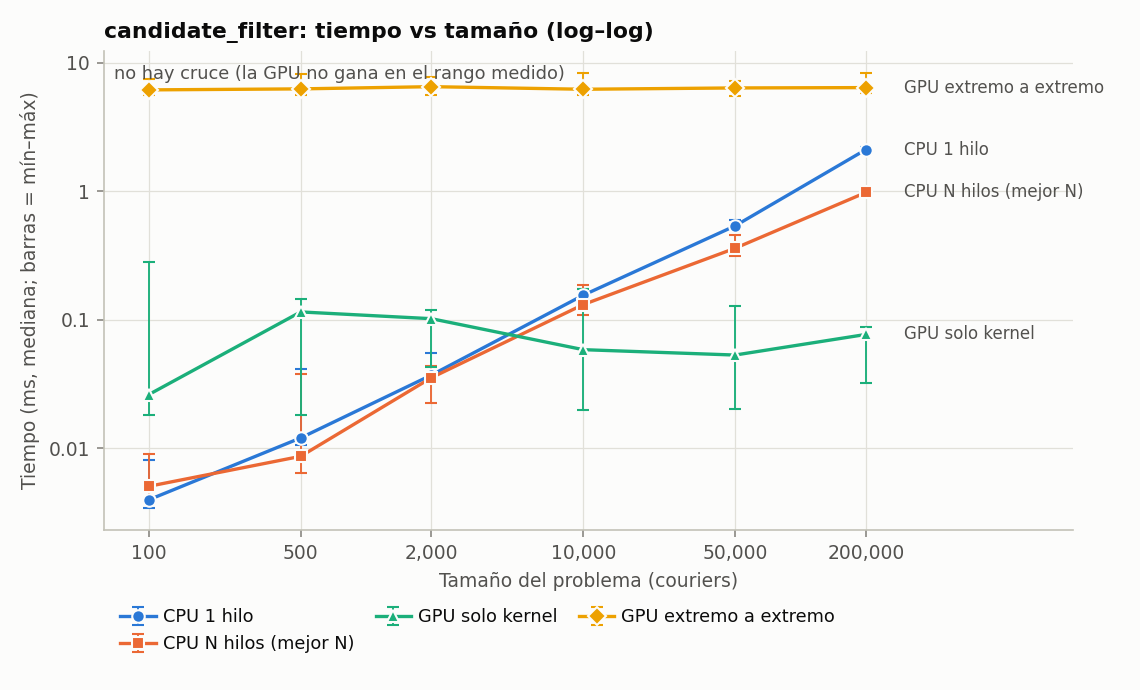 candidate_filter: tiempo vs tamaño (log–log)
no hay cruce (la GPU no gana en el rango medido)
10
1
0.1
0.01
Tiempo (ms, mediana; barras = mín–máx)
GPU extremo a extremo
CPU 1 hilo
CPU N hilos (mejor N)
GPU solo kernel
100 500 2,000 10,000 50,000 200,000
Tamaño del problema (couriers)
CPU 1 hilo GPU solo kernel GPU extremo a extremo
CPU N hilos (mejor N)